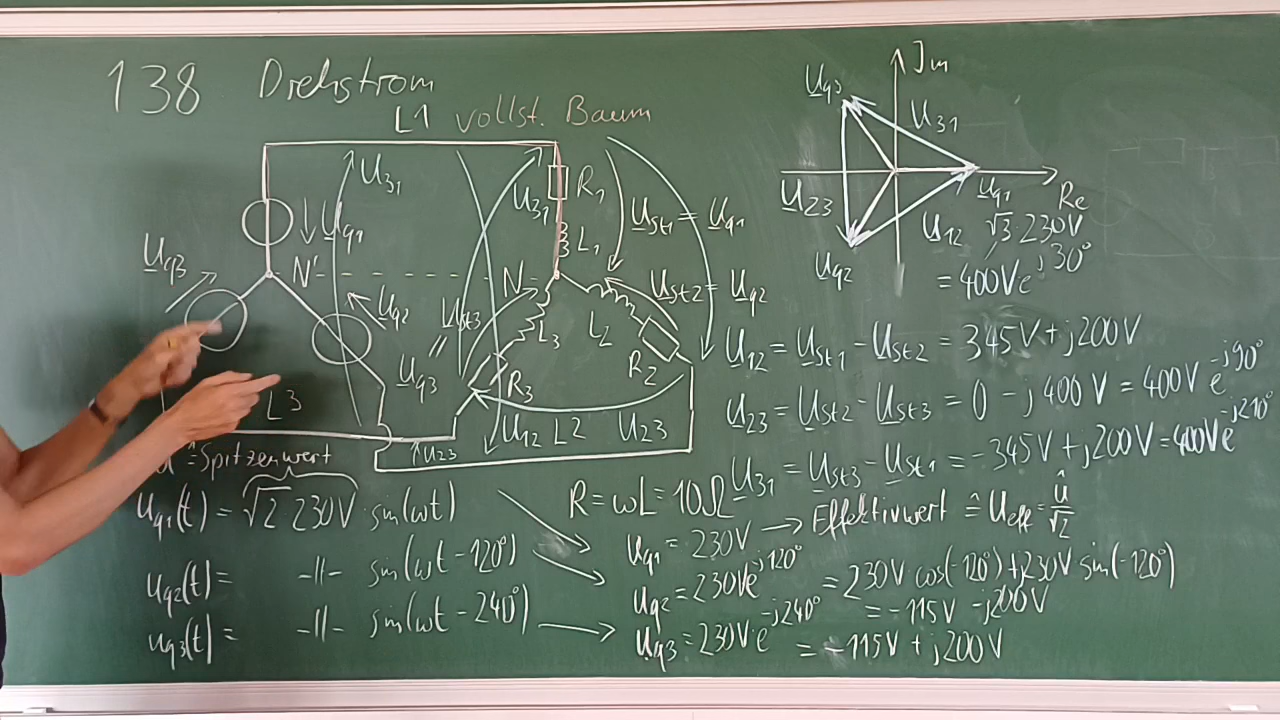 138 Drehstrom
L1 vollst. Baum
U31
Uq1
Uq3
N'
Uq2
Uq3
L3
U31
R1
L1
USt1 = Uq1
N
USt2 = Uq2
USt3
L3
L2
R3
R2
U12 L2 U23
U23
Im
Uq3
U31
U23
Uq1
Re
Uq2
U12 √3 230V
= 400V e^j30°
U12 = USt1 - USt2 = 345V + j200V
U23 = USt2 - USt3 = 0 - j400V = 400V e^-j90°
U31 = USt3 - USt1 = -345V + j200V = 400V e^-j210°
≙ Spitzenwert
uq1(t) = √2 230V · sin(ωt)
uq2(t) = -||- sin(ωt - 120°)
uq3(t) = -||- sin(ωt - 240°)
R = ωL = 10Ω
Uq1 = 230V → Effektivwert ≙ Ueff = û/√2
Uq2 = 230V e^-j120° = 230V cos(-120°) + 230V sin(-120°)
= -115V - j200V
Uq3 = 230V · e^-j240° = -115V + j200V